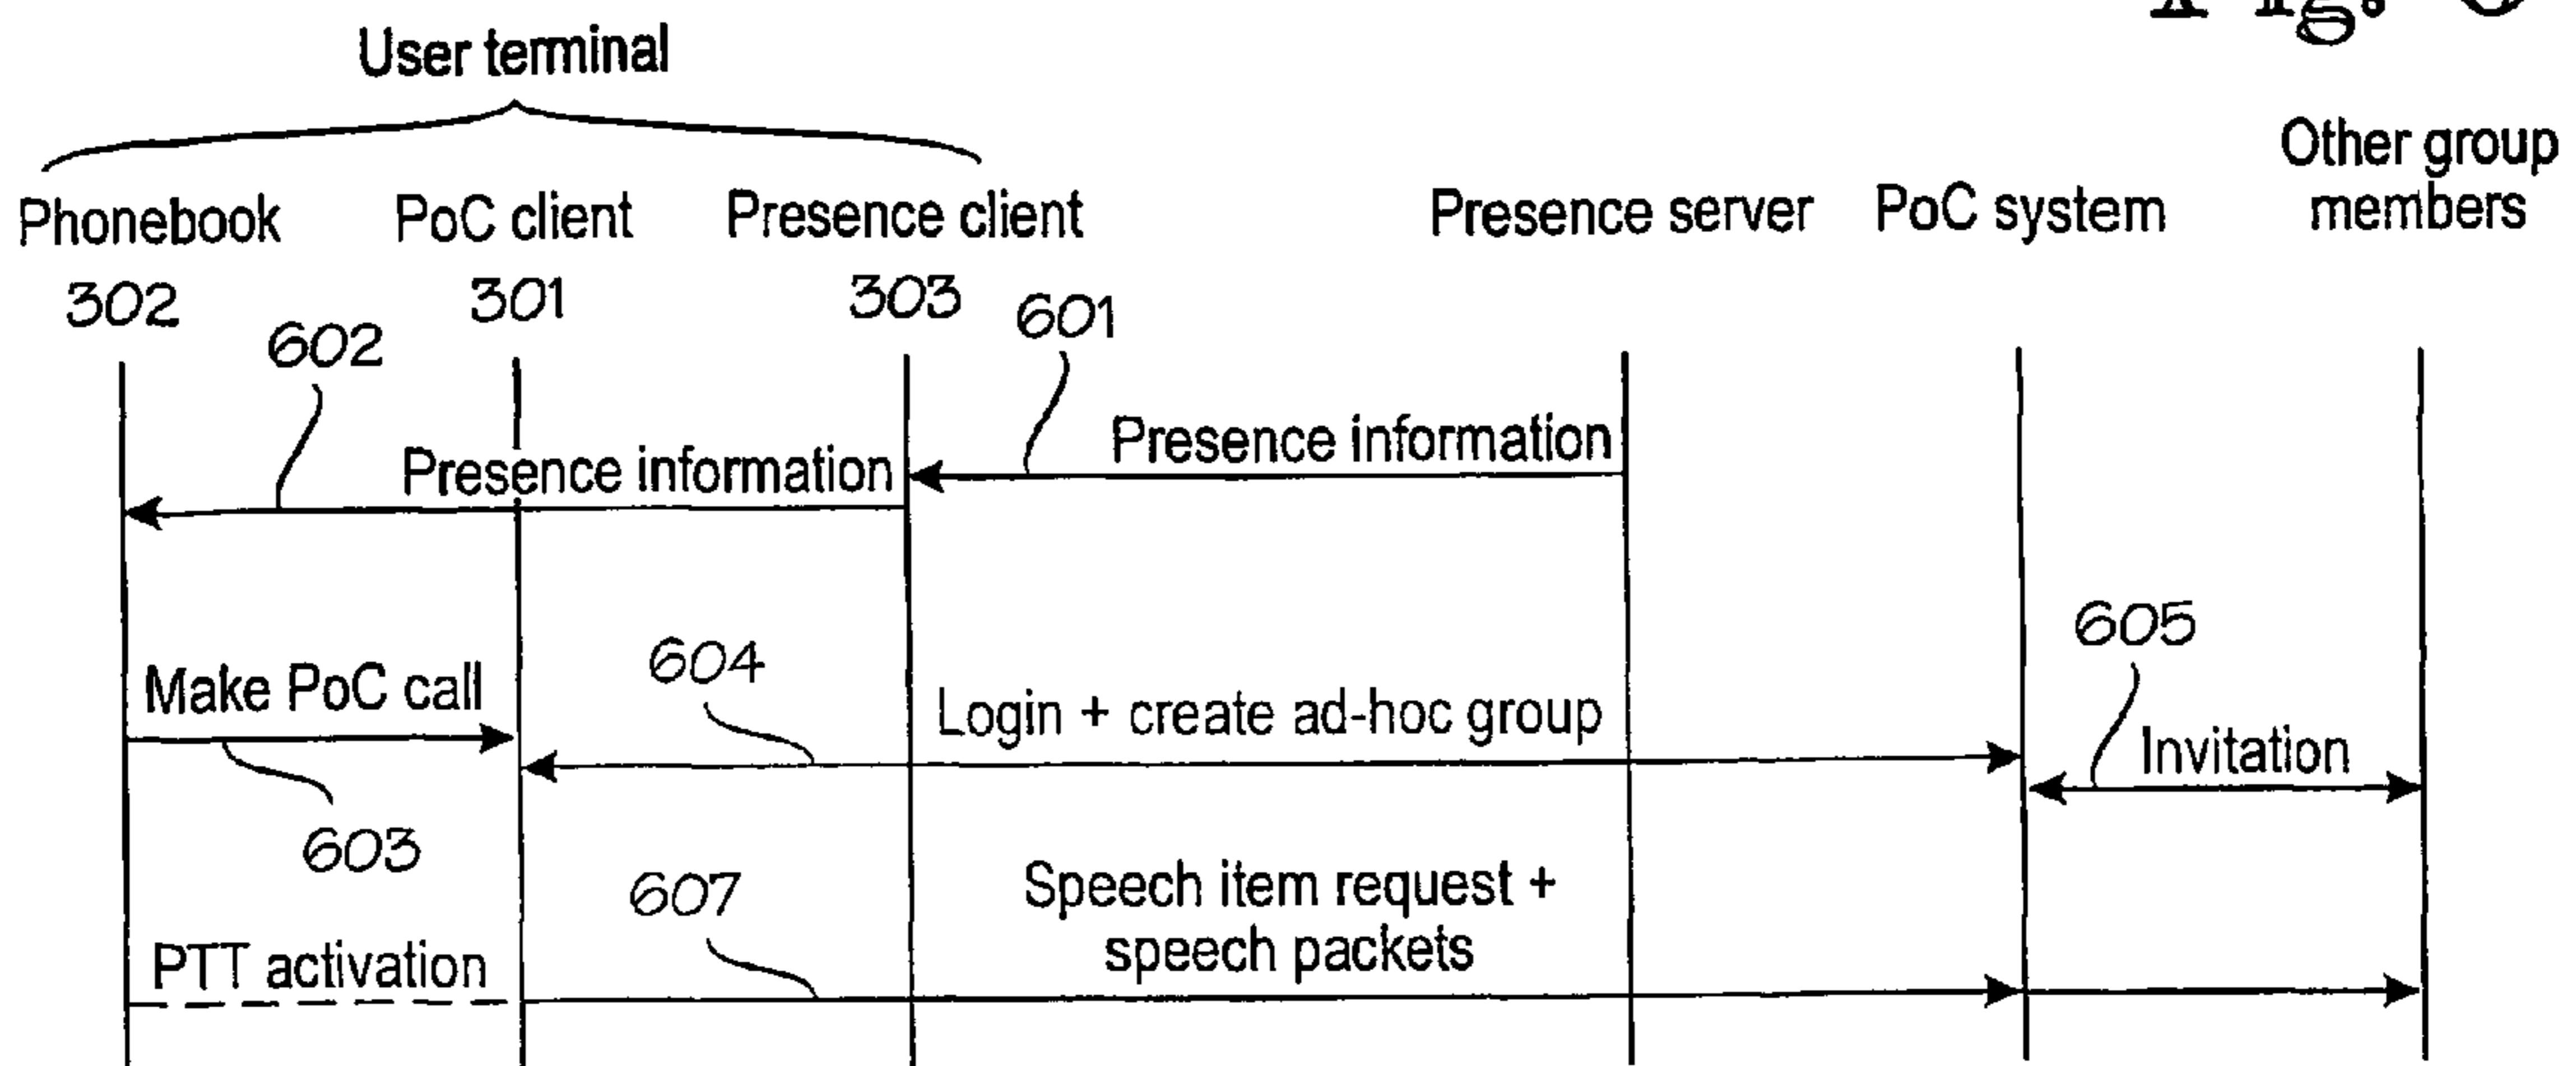 User terminal
Other group
members
Phonebook
PoC client
Presence client
Presence server
PoC system
302
301
303
601
602
Presence information
Presence information
605
604
Make PoC call
Login + create ad-hoc group
Invitation
603
607
Speech item request +
speech packets
PTT activation